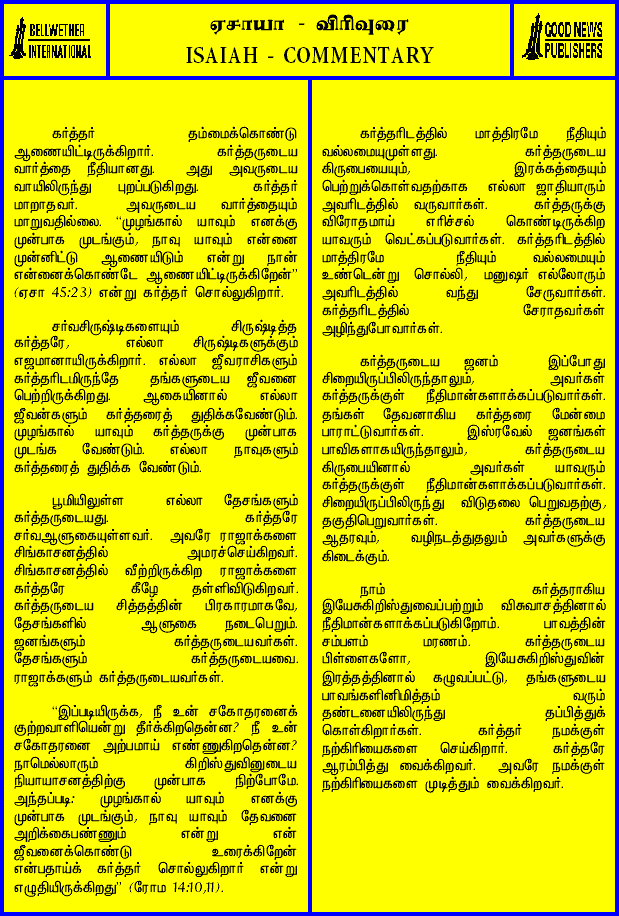 BELLWETHER
INTERNATIONAL
ஏசாயா - விரிவுரை
ISAIAH - COMMENTARY
GOOD NEWS
PUBLISHERS
கர்த்தர் தம்மைக்கொண்டு
ஆணையிட்டிருக்கிறார். கர்த்தருடைய
வார்த்தை நீதியானது. அது அவருடைய
வாயிலிருந்து புறப்படுகிறது. கர்த்தர்
மாறாதவர். அவருடைய வார்த்தையும்
மாறுவதில்லை. “முழங்கால் யாவும் எனக்கு
முன்பாக முடங்கும், நாவு யாவும் என்னை
முன்னிட்டு ஆணையிடும் என்று நான்
என்னைக்கொண்டே ஆணையிட்டிருக்கிறேன்”
(ஏசா 45:23) என்று கர்த்தர் சொல்லுகிறார்.
சர்வசிருஷ்டிகளையும் சிருஷ்டித்த
கர்த்தரே, எல்லா சிருஷ்டிகளுக்கும்
எஜமானாயிருக்கிறார். எல்லா ஜீவராசிகளும்
கர்த்தரிடமிருந்தே தங்களுடைய ஜீவனை
பெற்றிருக்கிறது. ஆகையினால் எல்லா
ஜீவன்களும் கர்த்தரைத் துதிக்கவேண்டும்.
முழங்கால் யாவும் கர்த்தருக்கு முன்பாக
முடங்க வேண்டும். எல்லா நாவுகளும்
கர்த்தரைத் துதிக்க வேண்டும்.
பூமியிலுள்ள எல்லா தேசங்களும்
கர்த்தருடையது. கர்த்தரே
சர்வஆளுகையுள்ளவர். அவரே ராஜாக்களை
சிங்காசனத்தில் அமரச்செய்கிறவர்.
சிங்காசனத்தில் வீற்றிருக்கிற ராஜாக்களை
கர்த்தரே கீழே தள்ளிவிடுகிறவர்.
கர்த்தருடைய சித்தத்தின் பிரகாரமாகவே,
தேசங்களில் ஆளுகை நடைபெறும்.
ஜனங்களும் கர்த்தருடையவர்கள்.
தேசங்களும் கர்த்தருடையவை.
ராஜாக்களும் கர்த்தருடையவர்கள்.
“இப்படியிருக்க, நீ உன் சகோதரனைக்
குற்றவாளியென்று தீர்க்கிறதென்ன? நீ உன்
சகோதரனை அற்பமாய் எண்ணுகிறதென்ன?
நாமெல்லாரும் கிறிஸ்துவினுடைய
நியாயாசனத்திற்கு முன்பாக நிற்போமே.
அந்தப்படி: முழங்கால் யாவும் எனக்கு
முன்பாக முடங்கும், நாவு யாவும் தேவனை
அறிக்கைபண்ணும் என்று என்
ஜீவனைக்கொண்டு உரைக்கிறேன்
என்பதாய்க் கர்த்தர் சொல்லுகிறார் என்று
எழுதியிருக்கிறது” (ரோம 14:10,11).
கர்த்தரிடத்தில் மாத்திரமே நீதியும்
வல்லமையுமுள்ளது. கர்த்தருடைய
கிருபையையும், இரக்கத்தையும்
பெற்றுக்கொள்வதற்காக எல்லா ஜாதியாரும்
அவரிடத்தில் வருவார்கள். கர்த்தருக்கு
விரோதமாய் எரிச்சல் கொண்டிருக்கிற
யாவரும் வெட்கப்படுவார்கள். கர்த்தரிடத்தில்
மாத்திரமே நீதியும் வல்லமையும்
உண்டென்று சொல்லி, மனுஷர் எல்லோரும்
அவரிடத்தில் வந்து சேருவார்கள்.
கர்த்தரிடத்தில் சேராதவர்கள்
அழிந்துபோவார்கள்.
கர்த்தருடைய ஜனம் இப்போது
சிறையிருப்பிலிருந்தாலும், அவர்கள்
கர்த்தருக்குள் நீதிமான்களாக்கப்படுவார்கள்.
தங்கள் தேவனாகிய கர்த்தரை மேன்மை
பாராட்டுவார்கள். இஸ்ரவேல் ஜனங்கள்
பாவிகளாகயிருந்தாலும், கர்த்தருடைய
கிருபையினால் அவர்கள் யாவரும்
கர்த்தருக்குள் நீதிமான்களாக்கப்படுவார்கள்.
சிறையிருப்பிலிருந்து விடுதலை பெறுவதற்கு,
தகுதிபெறுவார்கள். கர்த்தருடைய
ஆதரவும், வழிநடத்துதலும் அவர்களுக்கு
கிடைக்கும்.
நாம் கர்த்தராகிய
இயேசுகிறிஸ்துவைப்பற்றும் விசுவாசத்தினால்
நீதிமான்களாக்கப்படுகிறோம். பாவத்தின்
சம்பளம் மரணம். கர்த்தருடைய
பிள்ளைகளோ, இயேசுகிறிஸ்துவின்
இரத்தத்தினால் கழுவப்பட்டு, தங்களுடைய
பாவங்களினிமித்தம் வரும்
தண்டனையிலிருந்து தப்பித்துக்
கொள்கிறார்கள். கர்த்தர் நமக்குள்
நற்கிரியைகளை செய்கிறார். கர்த்தரே
ஆரம்பித்து வைக்கிறவர். அவரே நமக்குள்
நற்கிரியைகளை முடித்தும் வைக்கிறவர்.